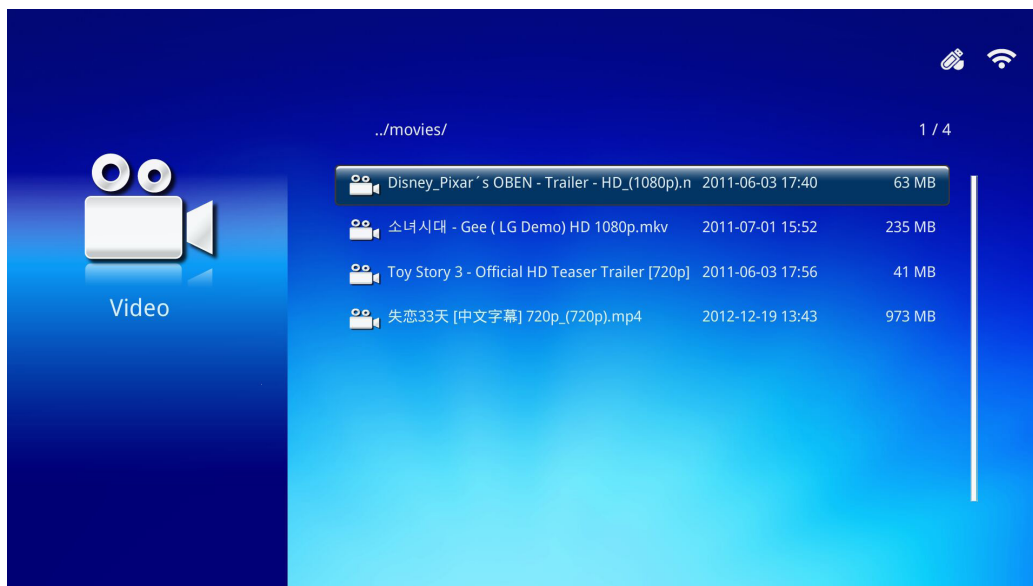 ../movies/ 1 / 4
Disney_Pixar´s OBEN - Trailer - HD_(1080p).n 2011-06-03 17:40 63 MB
소녀시대 - Gee ( LG Demo) HD 1080p.mkv 2011-07-01 15:52 235 MB
Toy Story 3 - Official HD Teaser Trailer [720p] 2011-06-03 17:56 41 MB
失恋33天 [中文字幕] 720p_(720p).mp4 2012-12-19 13:43 973 MB
Video